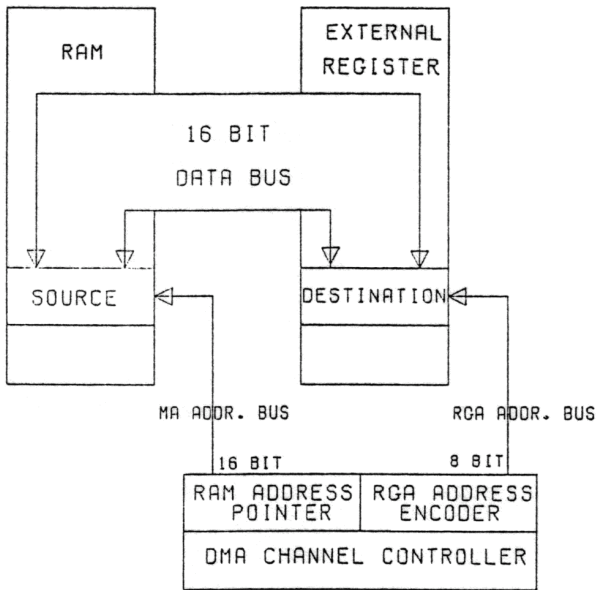 RAM
EXTERNAL
REGISTER
16 BIT
DATA BUS
SOURCE
DESTINATION
MA ADDR. BUS
RGA ADDR. BUS
16 BIT
8 BIT
RAM ADDRESS
POINTER
RGA ADDRESS
ENCODER
DMA CHANNEL CONTROLLER